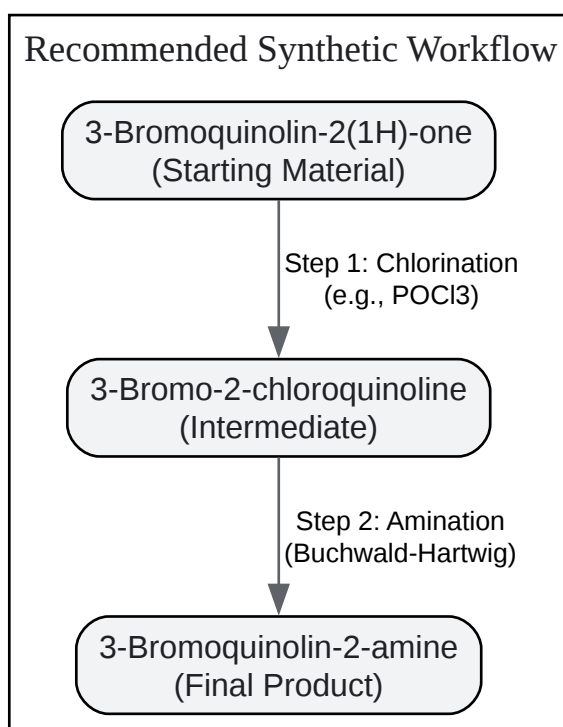 Recommended Synthetic Workflow
3-Bromoquinolin-2(1H)-one
(Starting Material)
Step 1: Chlorination
(e.g., POCl3)
3-Bromo-2-chloroquinoline
(Intermediate)
Step 2: Amination
(Buchwald-Hartwig)
3-Bromoquinolin-2-amine
(Final Product)